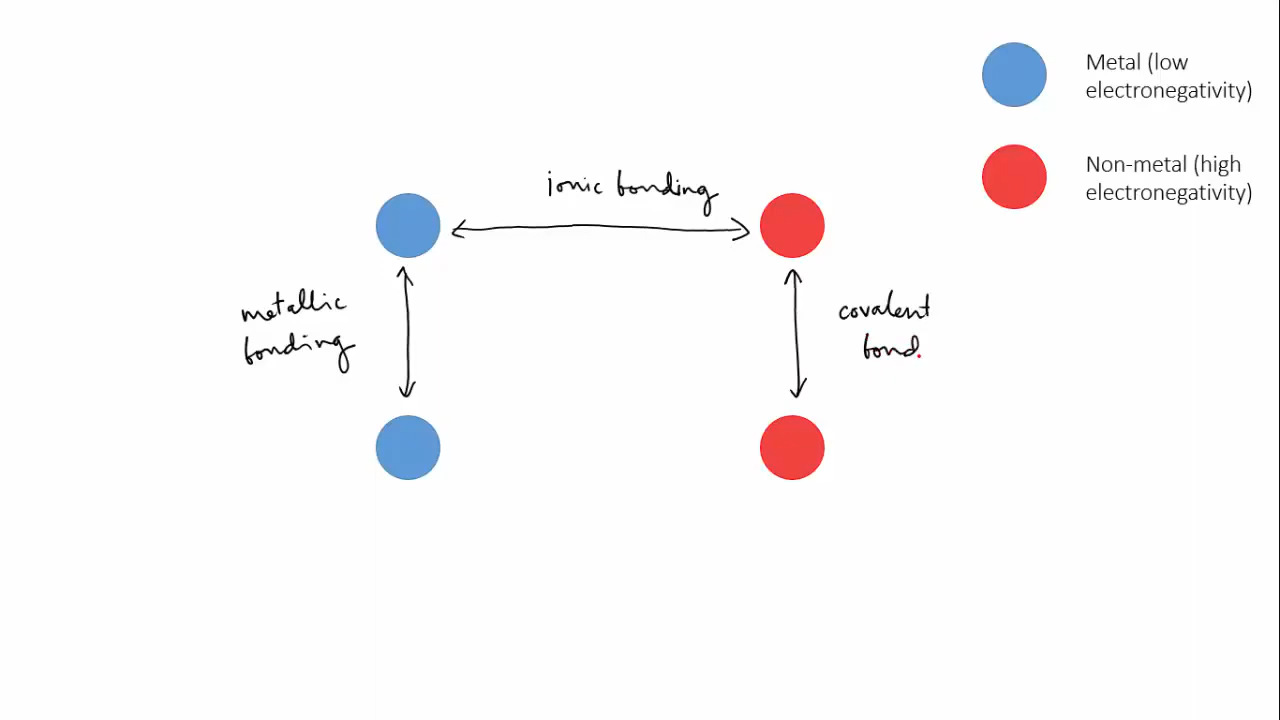 Metal (low
electronegativity)
Non-metal (high
electronegativity)
ionic bonding
metallic
bonding
covalent
bond.